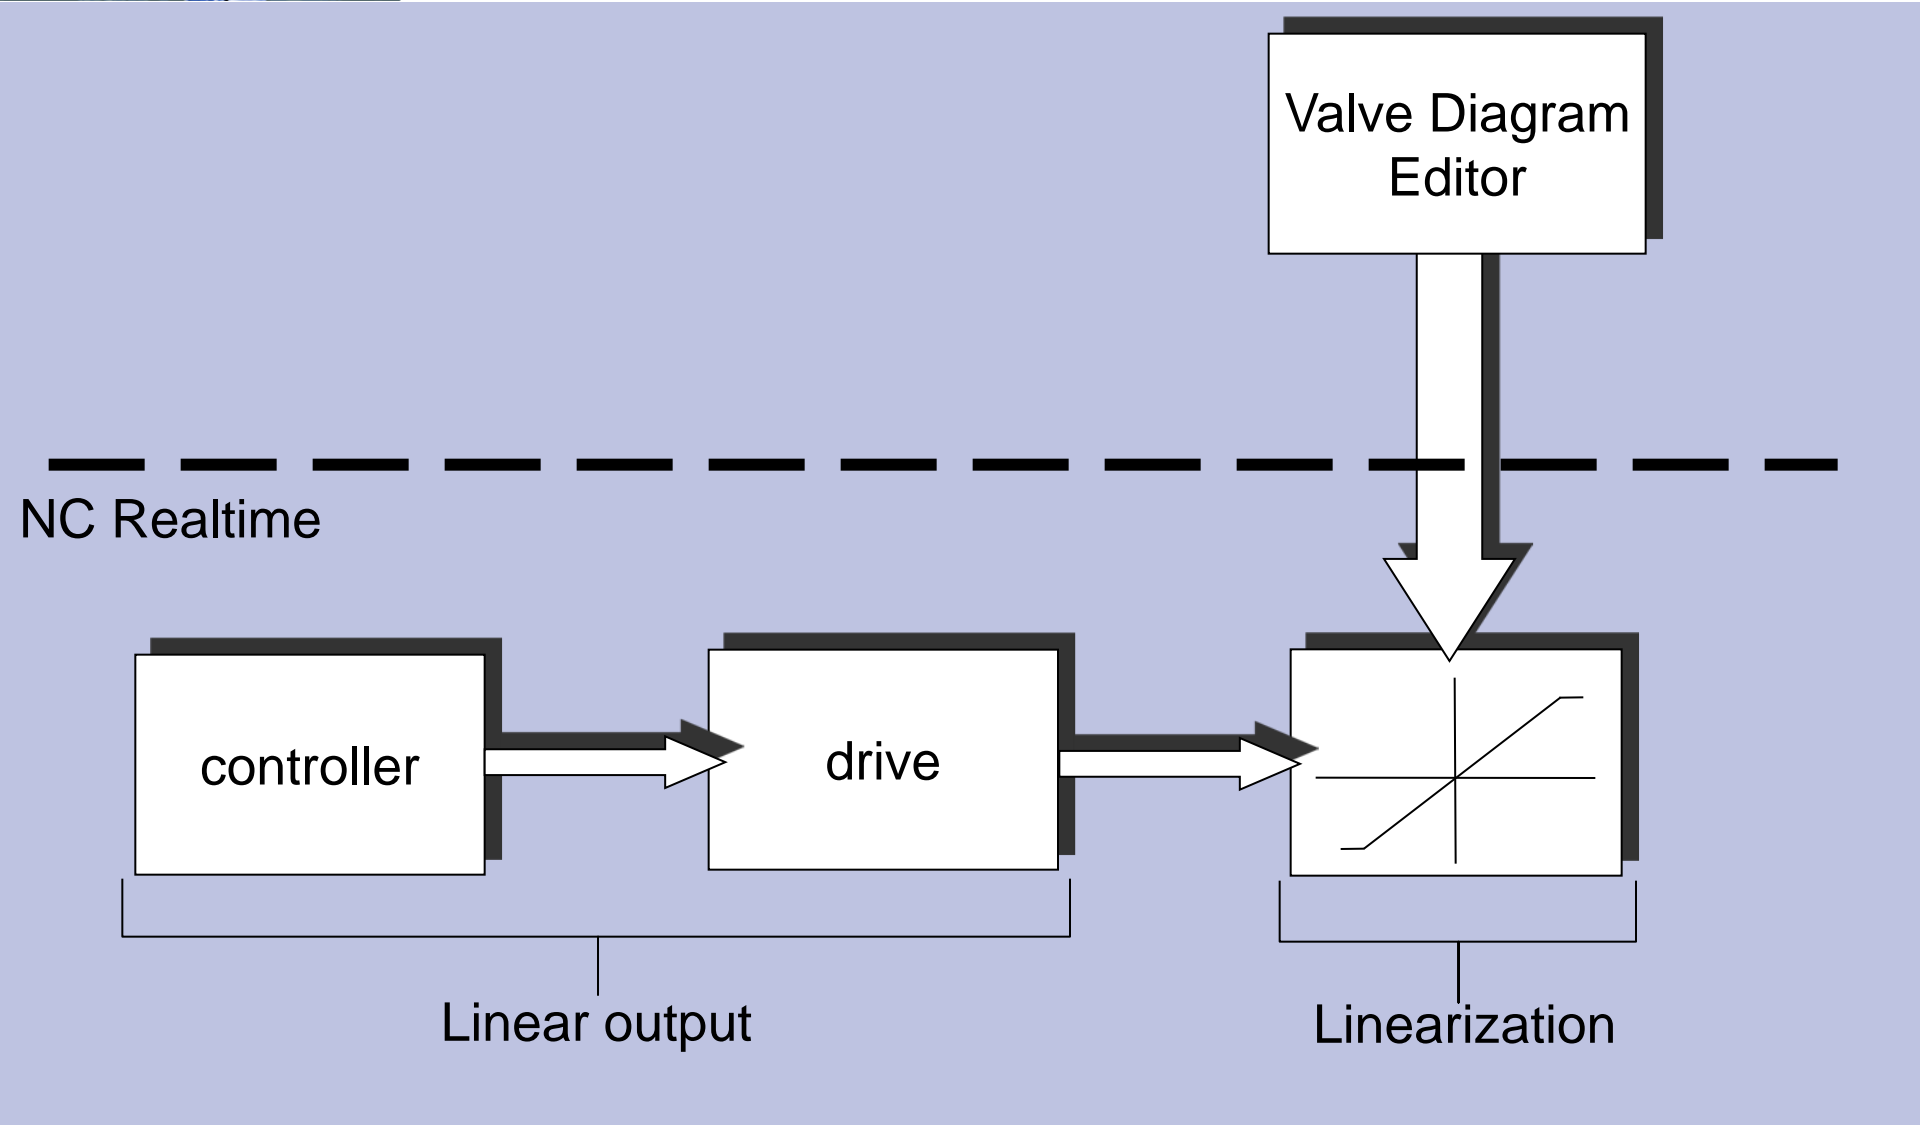 Valve Diagram
Editor
NC Realtime
controller
drive
Linear output
Linearization